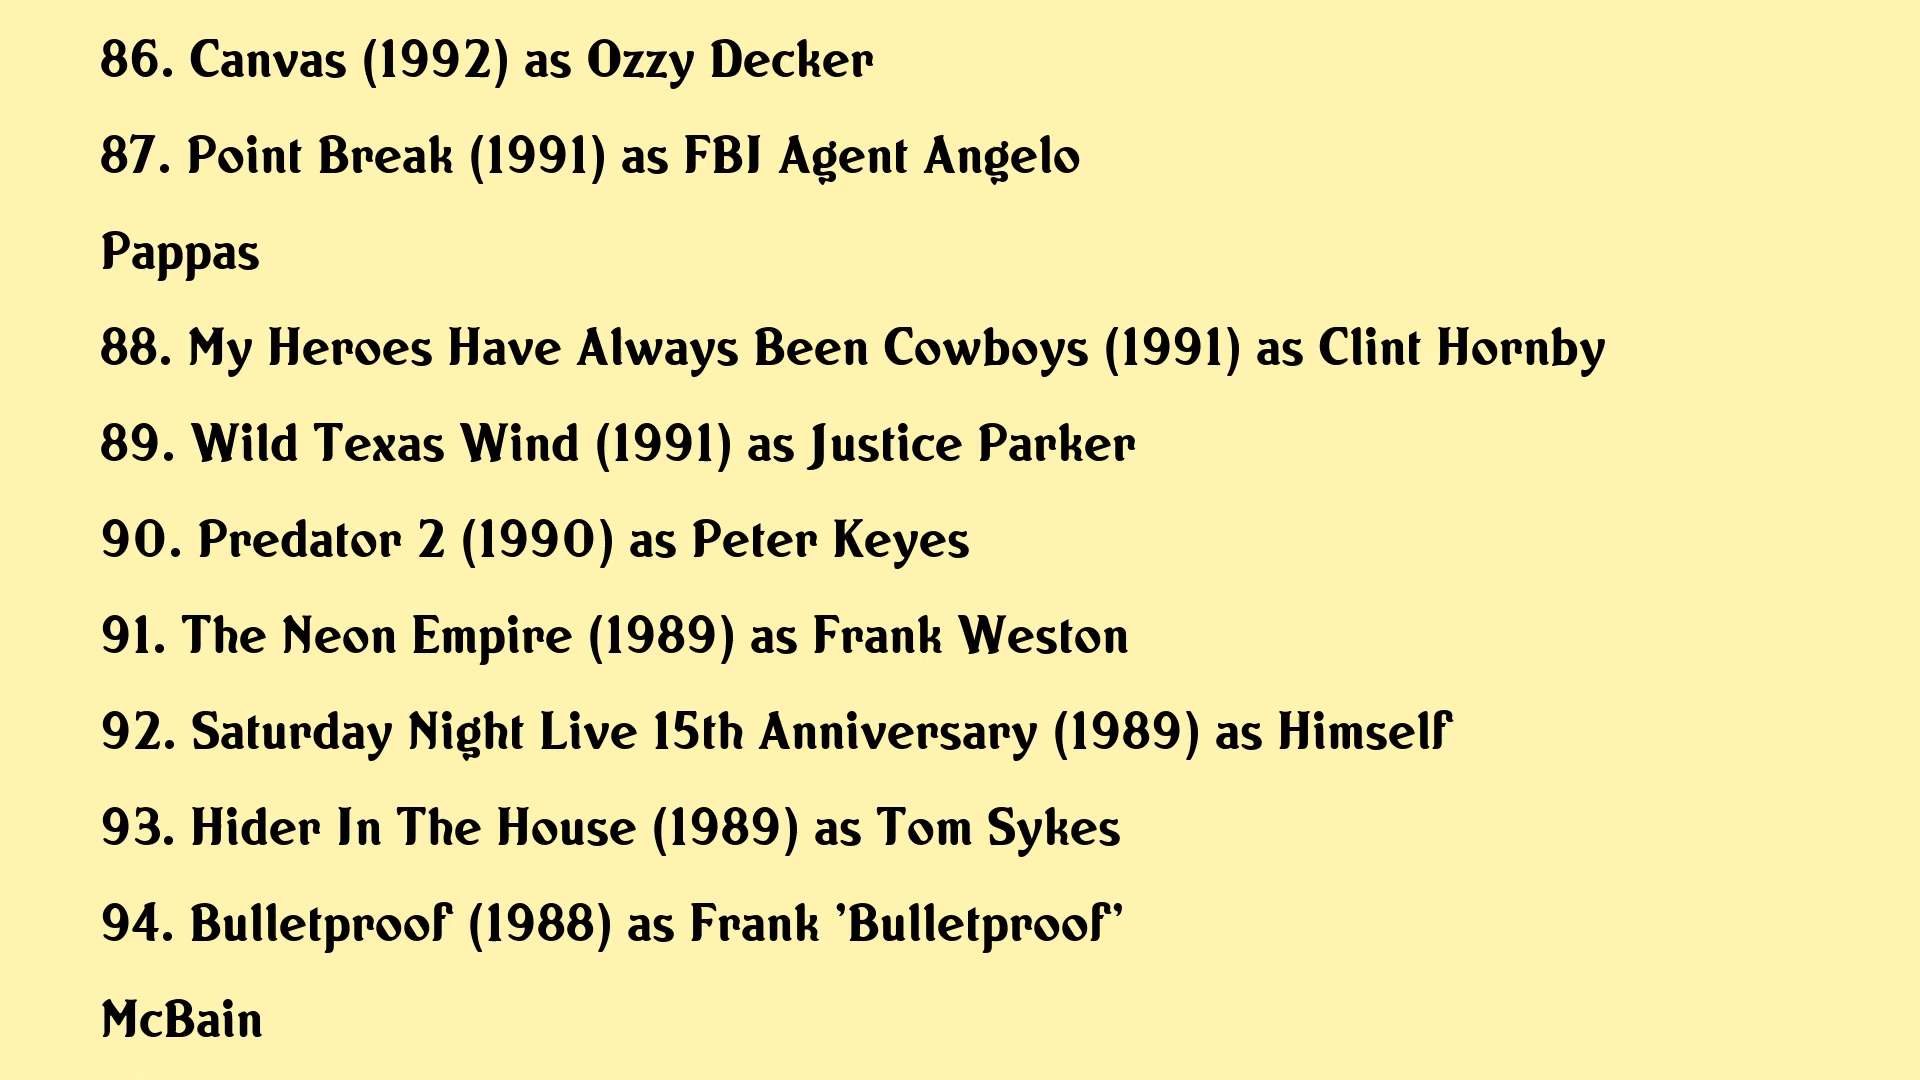 86. Canvas (1992) as Ozzy Decker
87. Point Break (1991) as FBI Agent Angelo
Pappas
88. My Heroes Have Always Been Cowboys (1991) as Clint Hornby
89. Wild Texas Wind (1991) as Justice Parker
90. Predator 2 (1990) as Peter Keyes
91. The Neon Empire (1989) as Frank Weston
92. Saturday Night Live 15th Anniversary (1989) as Himself
93. Hider In The House (1989) as Tom Sykes
94. Bulletproof (1988) as Frank 'Bulletproof'
McBain